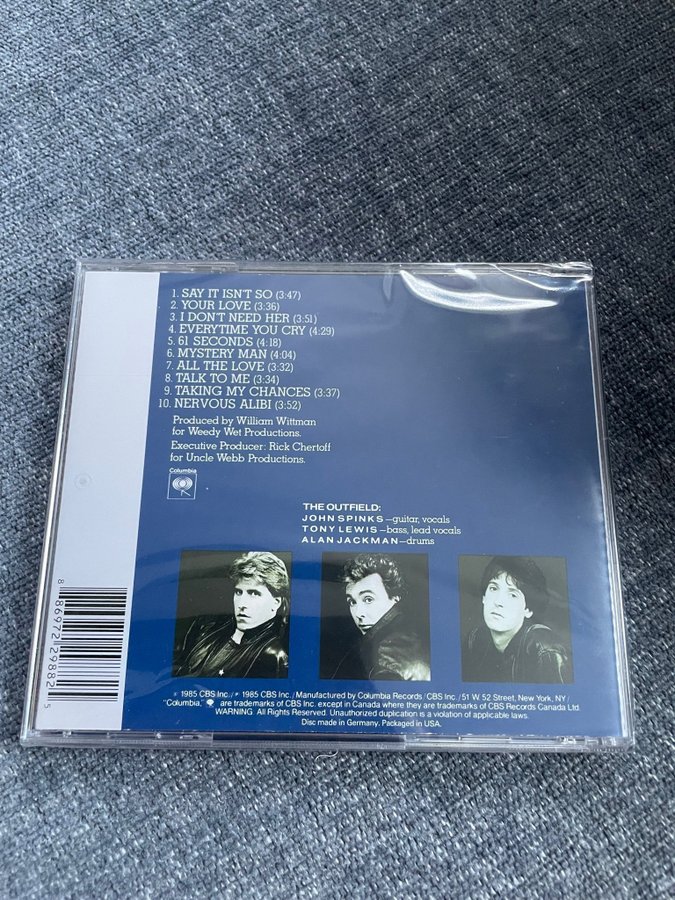 1. SAY IT ISN'T SO (3:47)
2. YOUR LOVE (3:36)
3. I DON'T NEED HER (3:51)
4. EVERYTIME YOU CRY (4:29)
5. 61 SECONDS (4:18)
6. MYSTERY MAN (4:04)
7. ALL THE LOVE (3:32)
8. TALK TO ME (3:34)
9. TAKING MY CHANCES (3:37)
10. NERVOUS ALIBI (3:52)
Produced by William Wittman
for Weedy Wet Productions.
Executive Producer: Rick Chertoff
for Uncle Webb Productions.
Columbia
THE OUTFIELD:
JOHN SPINKS—guitar, vocals
TONY LEWIS—bass, lead vocals
ALAN JACKMAN—drums
8 86972 29882 5
© 1985 CBS Inc./℗ 1985 CBS Inc./Manufactured by Columbia Records/CBS Inc./51 W. 52 Street, New York, NY/
"Columbia," are trademarks of CBS Inc. except in Canada where they are trademarks of CBS Records Canada Ltd.
WARNING: All Rights Reserved. Unauthorized duplication is a violation of applicable laws.
Disc made in Germany. Packaged in USA.